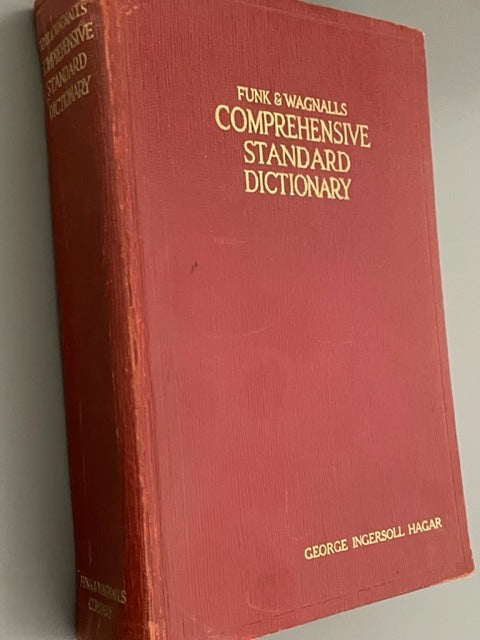 FUNK & WAGNALLS
COMPREHENSIVE
STANDARD
DICTIONARY
FUNK & WAGNALLS
COMPREHENSIVE
STANDARD
DICTIONARY
GEORGE INGERSOLL HAGAR
FUNK & WAGNALLS
COMPANY